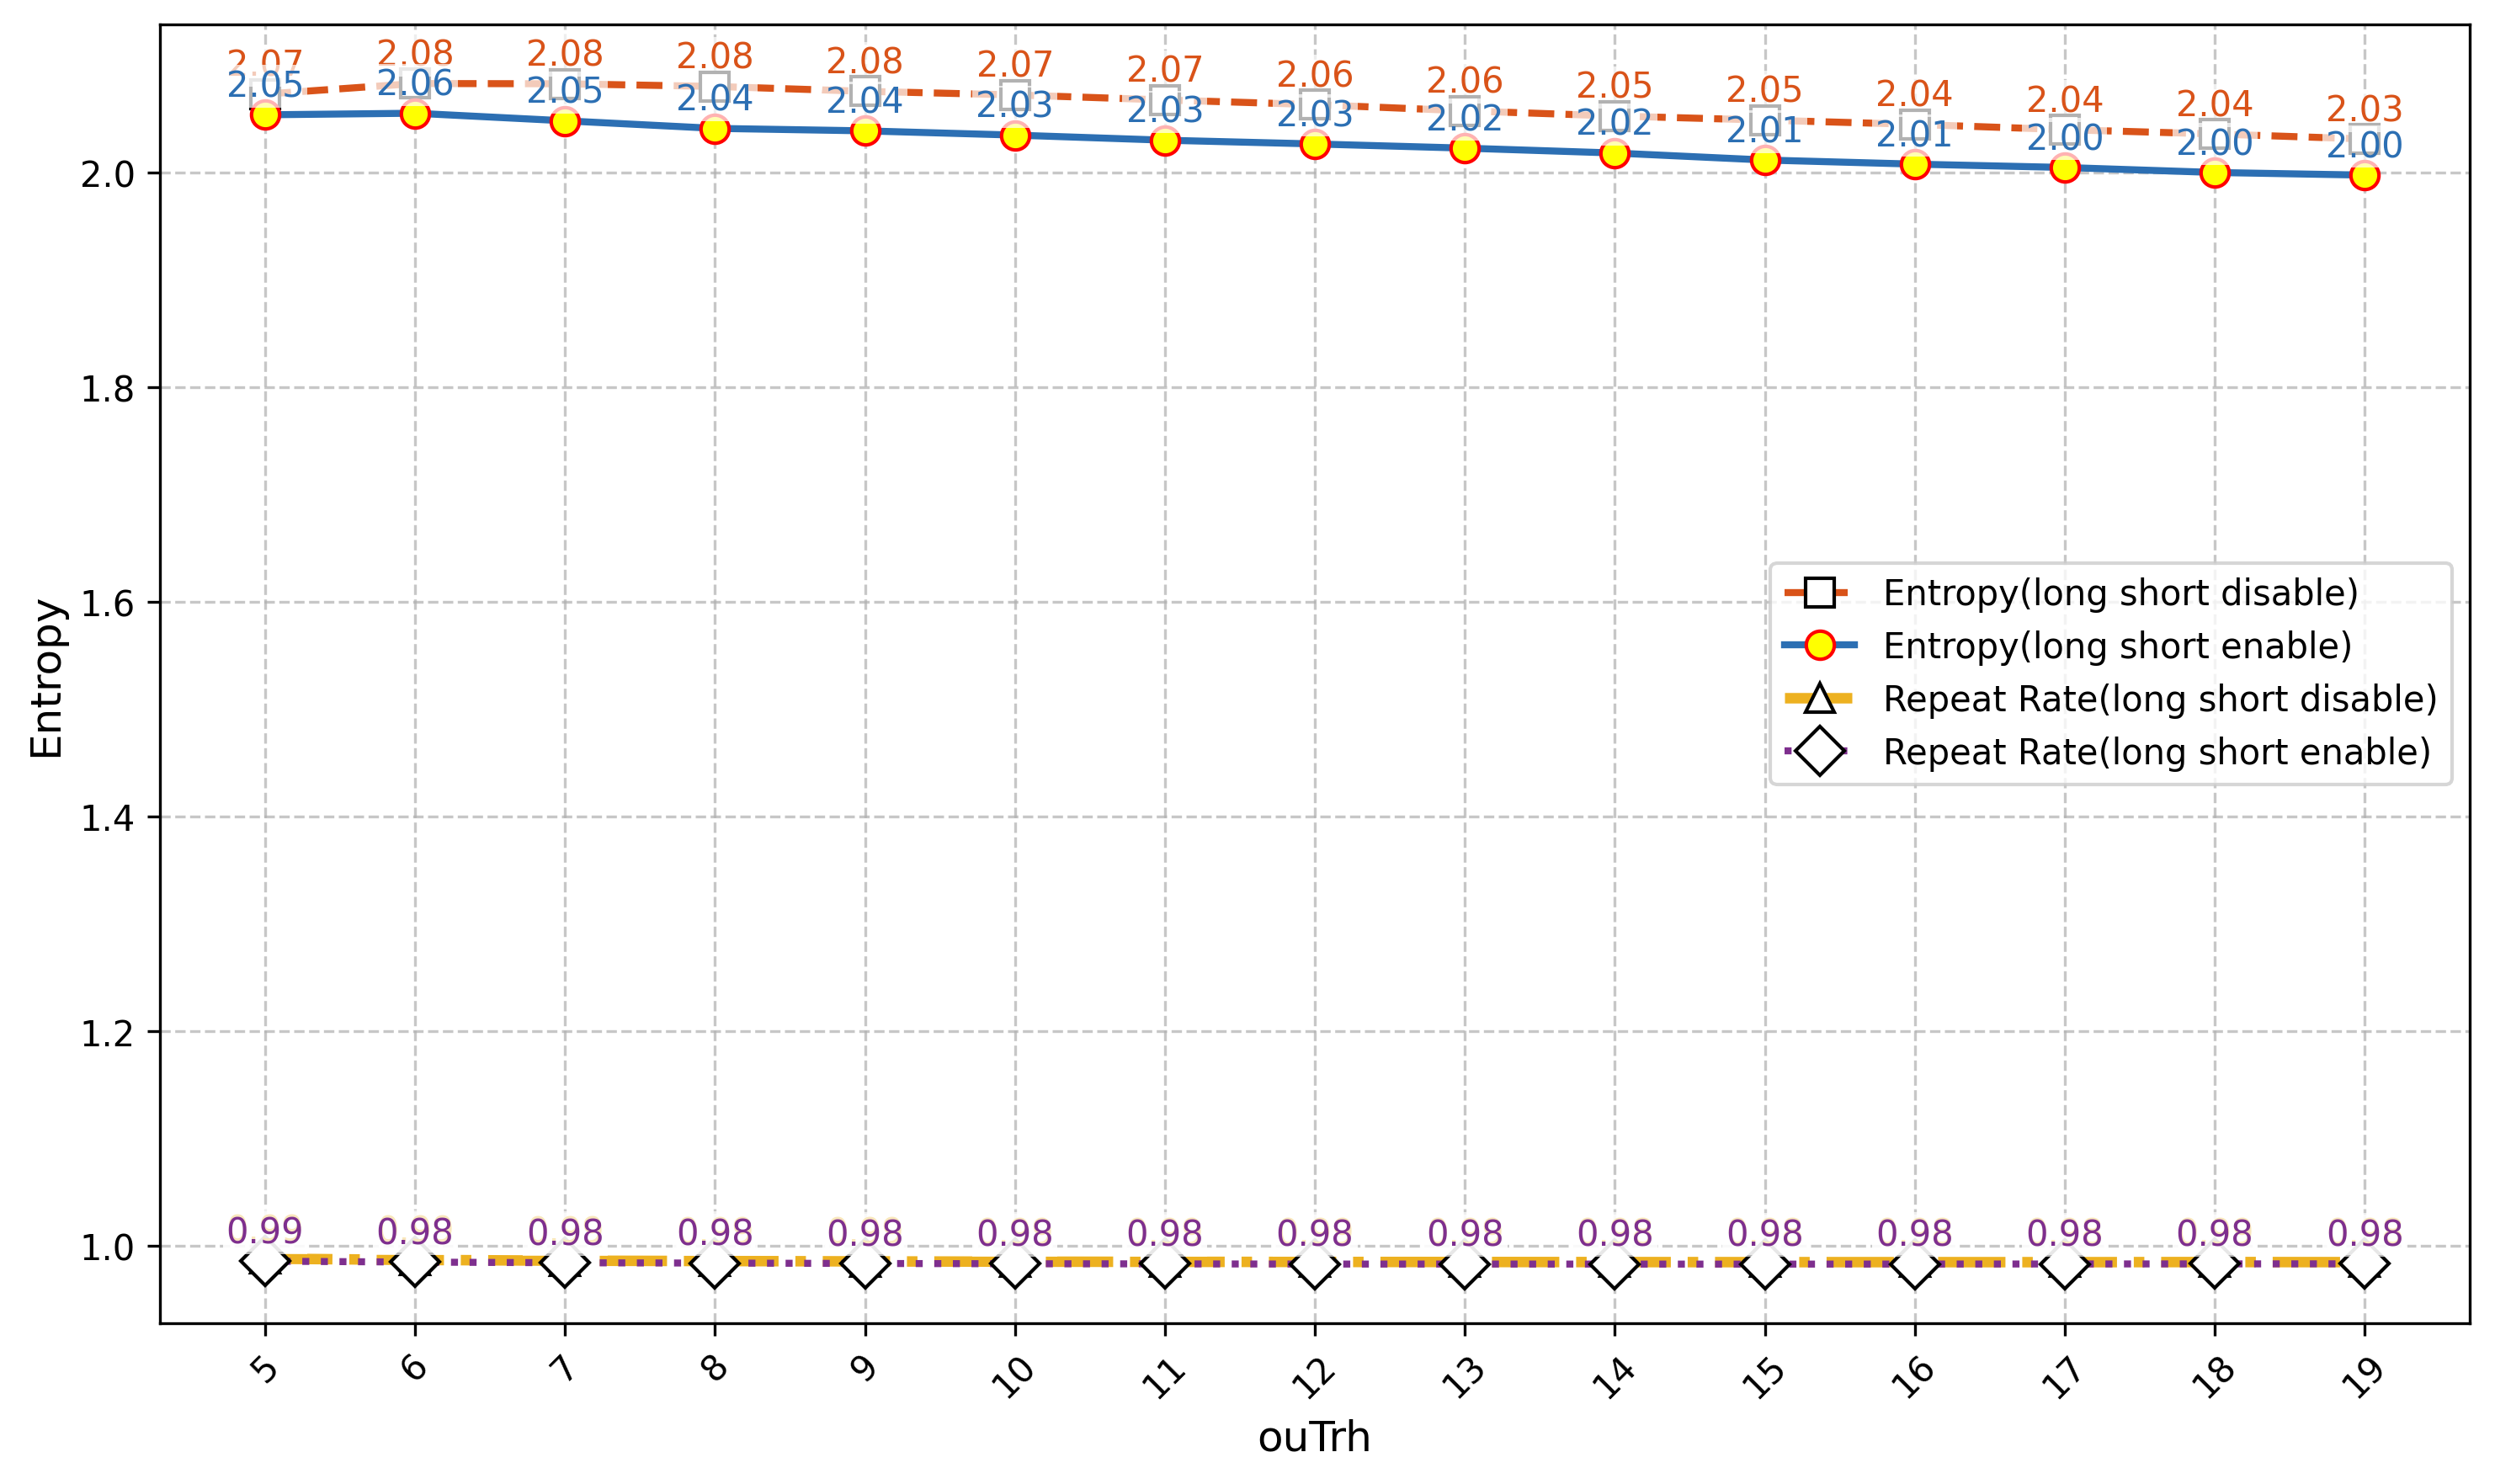 2.07 2.08 2.08 2.08 2.08 2.07 2.07 2.06 2.06 2.05 2.05 2.04 2.04 2.04 2.03
2.05 2.06 2.05 2.04 2.04 2.03 2.03 2.03 2.02 2.02 2.01 2.01 2.00 2.00 2.00
2.0
1.8
1.6
1.4
1.2
1.0
Entropy
Entropy(long short disable)
Entropy(long short enable)
Repeat Rate(long short disable)
Repeat Rate(long short enable)
0.99 0.98 0.98 0.98 0.98 0.98 0.98 0.98 0.98 0.98 0.98 0.98 0.98 0.98 0.98
5 6 7 8 9 10 11 12 13 14 15 16 17 18 19
ouTrh